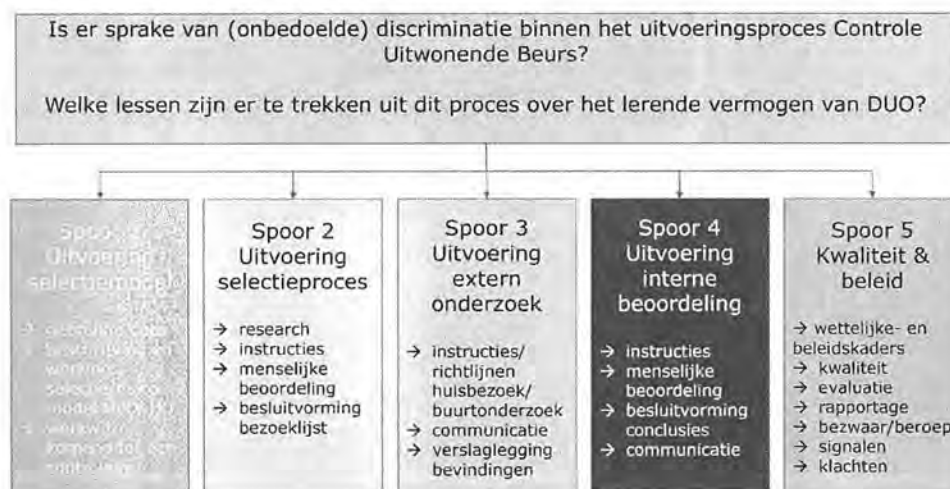 Is er sprake van (onbedoelde) discriminatie binnen het uitvoeringsproces Controle
Uitwonende Beurs?
Welke lessen zijn er te trekken uit dit proces over het lerende vermogen van DUO?
Spoor
Uitvoering
selectiemodel
Spoor 2
Uitvoering
selectieproces
→ research
→ instructies
→ menselijke
beoordeling
→ besluitvorming
bezoeklijst
Spoor 3
Uitvoering
extern
onderzoek
→ instructies/
richtlijnen
huisbezoek/
buurtonderzoek
→ communicatie
→ verslaglegging
bevindingen
Spoor 4
Uitvoering
interne
beoordeling
→ instructies
→ menselijke
beoordeling
→ besluitvorming
conclusies
→ communicatie
Spoor 5
Kwaliteit &
beleid
→ wettelijke- en
beleidskaders
→ kwaliteit
→ evaluatie
→ rapportage
→ bezwaar/beroep
→ signalen
→ klachten